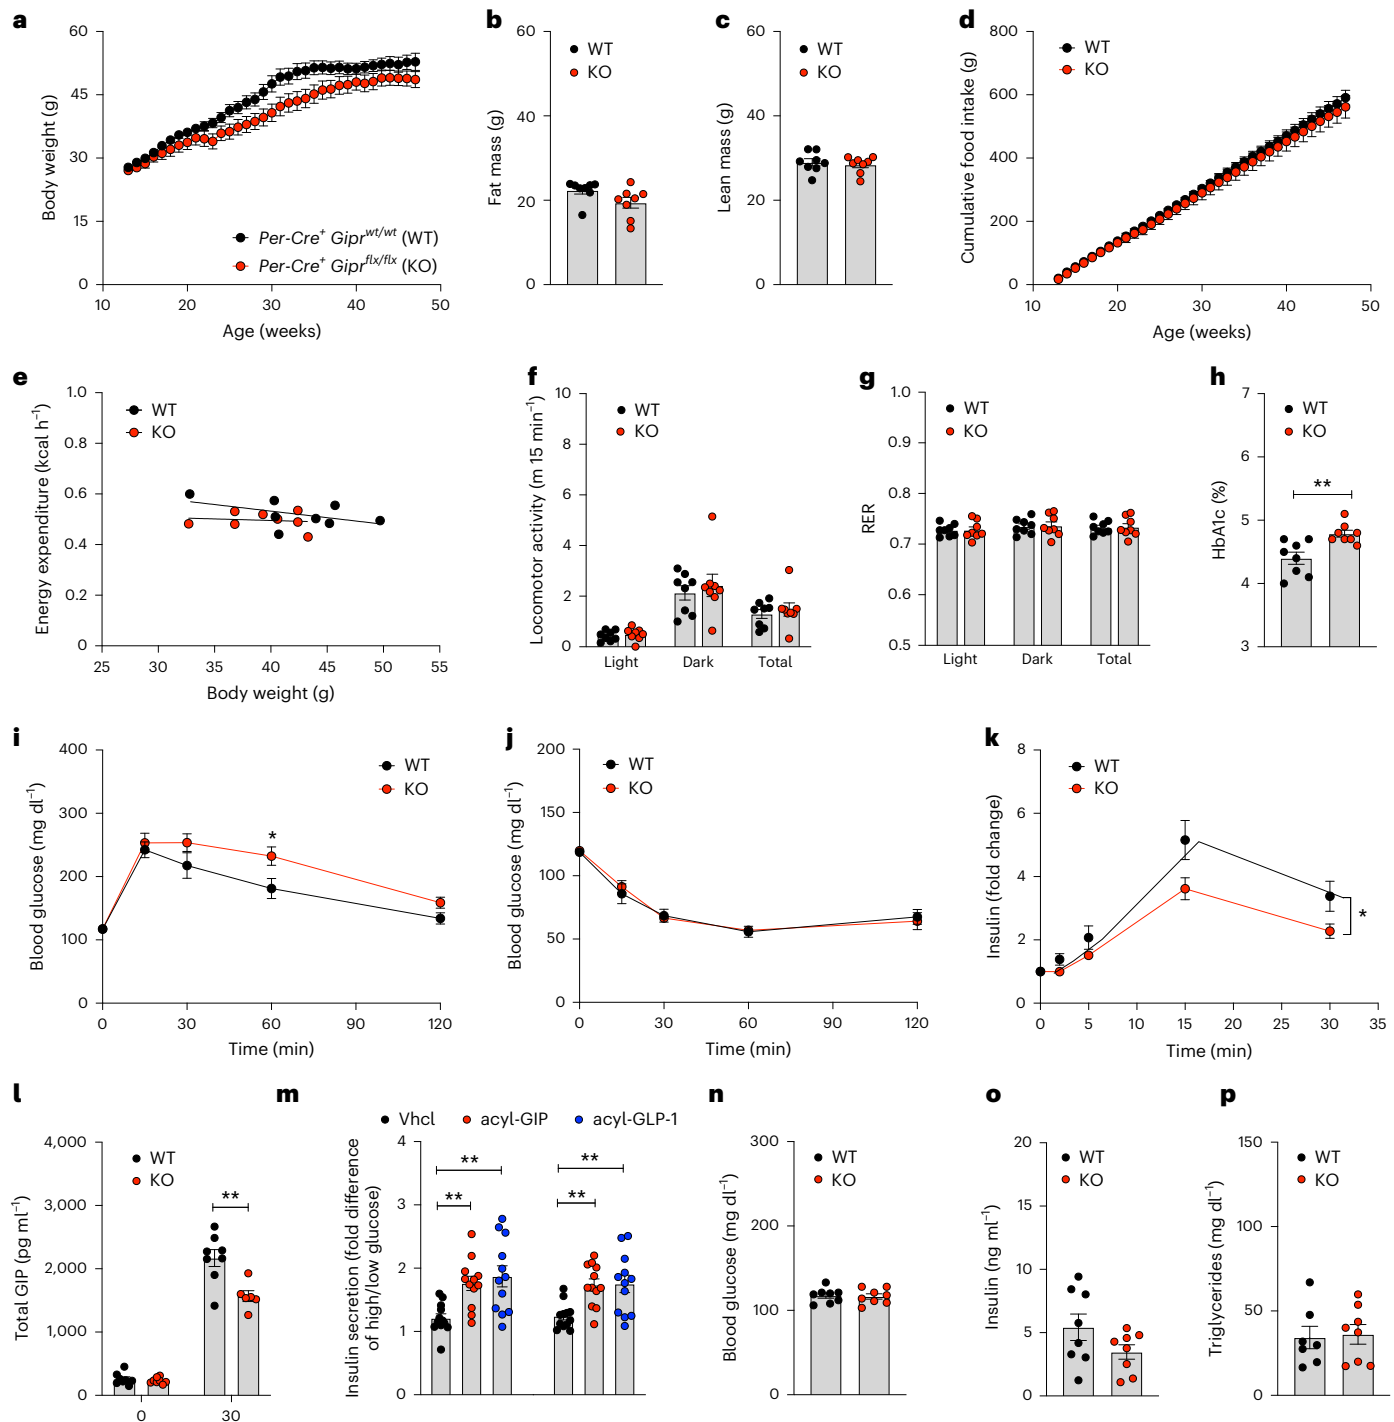 a
60
45
30
15
0
10
20
30
40
50
Body weight (g)
Age (weeks)
Per-Cre⁺ Gipr^wt/wt (WT)
Per-Cre⁺ Gipr^flx/flx (KO)
b
60
40
20
0
Fat mass (g)
WT
KO
c
60
40
20
0
Lean mass (g)
WT
KO
d
800
600
400
200
0
10
20
30
40
50
Cumulative food intake (g)
Age (weeks)
WT
KO
e
1.0
0.8
0.6
0.4
0.2
0
25
30
35
40
45
50
55
Energy expenditure (kcal h⁻¹)
Body weight (g)
WT
KO
f
10
8
6
4
2
0
Locomotor activity (m 15 min⁻¹)
WT
KO
Light
Dark
Total
g
1.0
0.9
0.8
0.7
0.6
0.5
RER
WT
KO
Light
Dark
Total
h
7
6
5
4
3
HbA1c (%)
WT
KO
**
i
400
300
200
100
0
0
30
60
90
120
Blood glucose (mg dl⁻¹)
Time (min)
WT
KO
*
j
200
150
100
50
0
0
30
60
90
120
Blood glucose (mg dl⁻¹)
Time (min)
WT
KO
k
8
6
4
2
0
0
5
10
15
20
25
30
35
Insulin (fold change)
Time (min)
WT
KO
*
l
4,000
3,000
2,000
1,000
0
0
30
Total GIP (pg ml⁻¹)
WT
KO
**
m
Vhcl
acyl-GIP
acyl-GLP-1
4
3
2
1
0
Insulin secretion (fold difference
of high/low glucose)
**
**
**
**
n
300
200
100
0
Blood glucose (mg dl⁻¹)
WT
KO
o
20
15
10
5
0
Insulin (ng ml⁻¹)
WT
KO
p
150
100
50
0
Triglycerides (mg dl⁻¹)
WT
KO